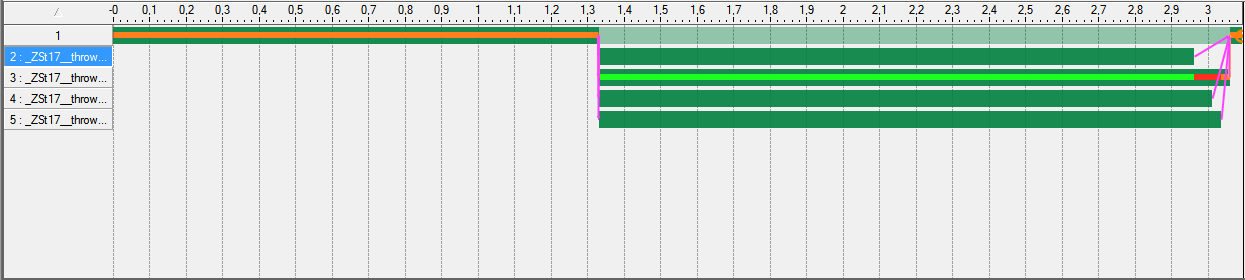 -0 0,1 0,2 0,3 0,4 0,5 0,6 0,7 0,8 0,9 1 1,1 1,2 1,3 1,4 1,5 1,6 1,7 1,8 1,9 2 2,1 2,2 2,3 2,4 2,5 2,6 2,7 2,8 2,9 3
1
2 : _ZSt17__throw...
3 : _ZSt17__throw...
4 : _ZSt17__throw...
5 : _ZSt17__throw...